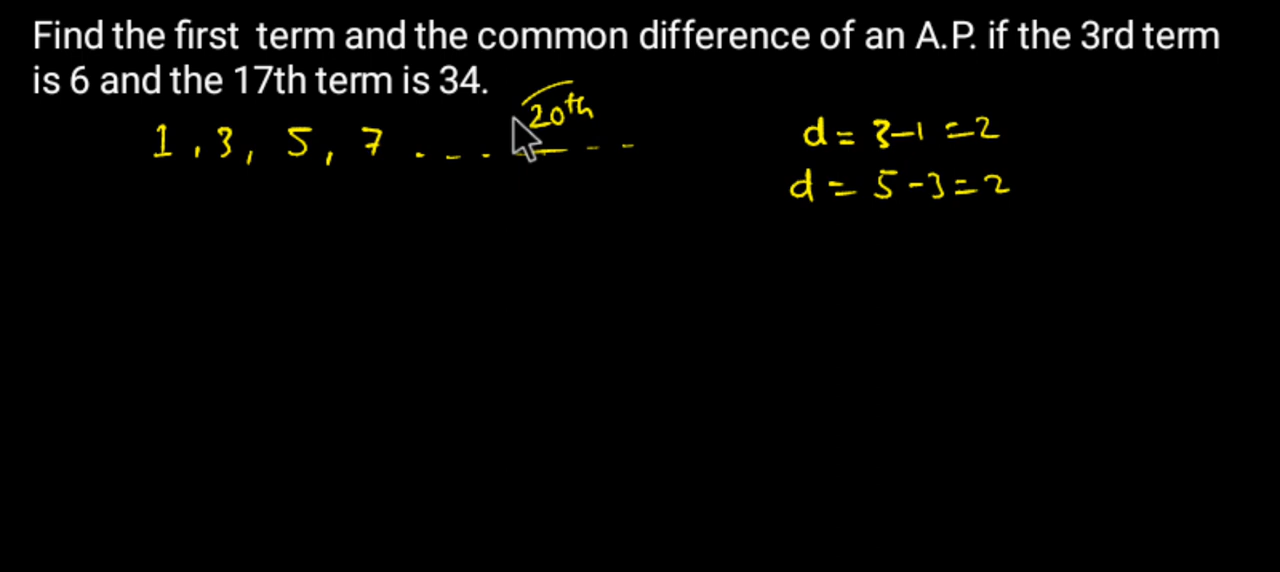 Find the first term and the common difference of an A.P. if the 3rd term
is 6 and the 17th term is 34.
20th
1, 3, 5, 7 . - . — - -
d = 3-1 = 2
d = 5-3 = 2